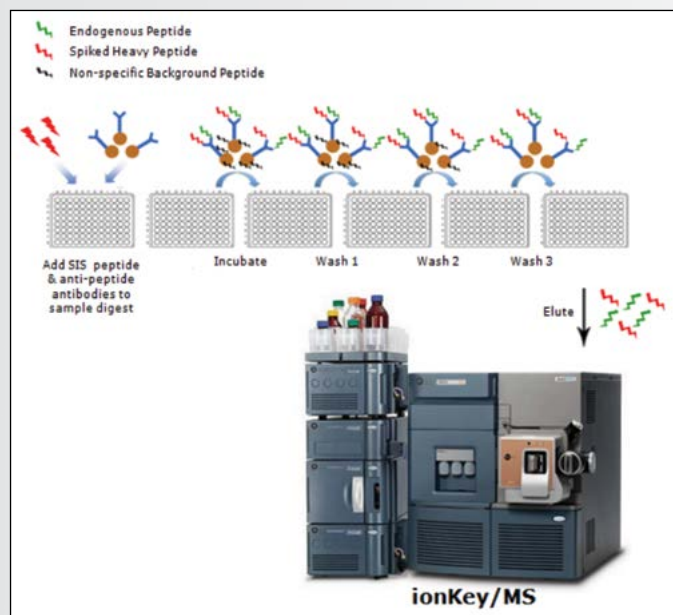 Endogenous Peptide
Spiked Heavy Peptide
Non-specific Background Peptide
Incubate
Wash 1
Wash 2
Wash 3
Add SIS peptide
& anti-peptide
antibodies to
sample digest
Elute
ionKey/MS